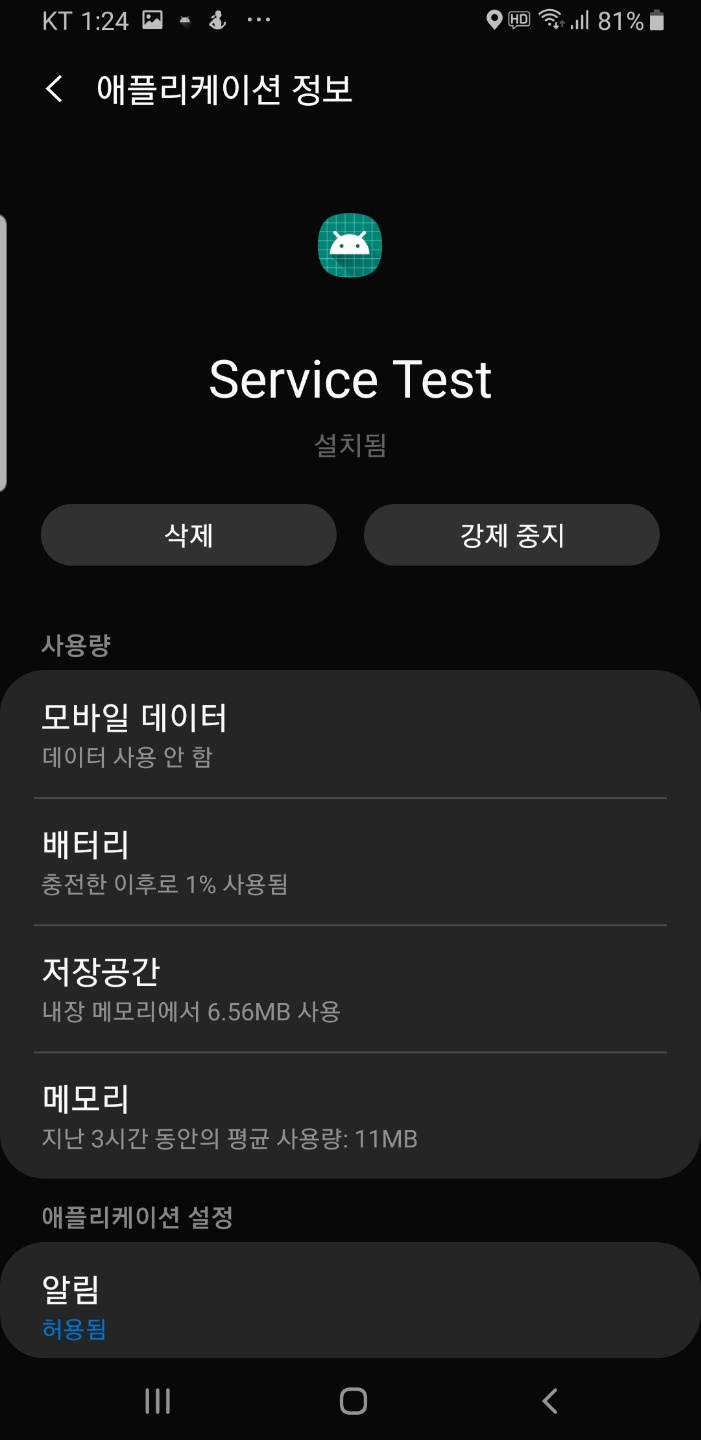 KT 1:24 HD 81%
애플리케이션 정보
Service Test
설치됨
삭제 강제 중지
사용량
모바일 데이터
데이터 사용 안 함
배터리
충전한 이후로 1% 사용됨
저장공간
내장 메모리에서 6.56MB 사용
메모리
지난 3시간 동안의 평균 사용량: 11MB
애플리케이션 설정
알림
허용됨